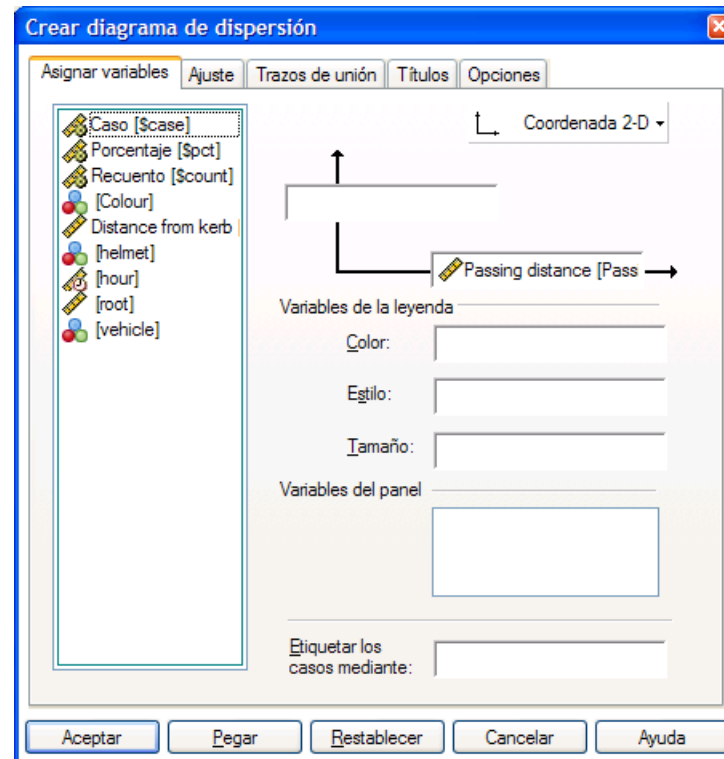 Crear diagrama de dispersión
Asignar variables
Ajuste
Trazos de unión
Títulos
Opciones
Caso [$case]
Porcentaje [$pct]
Recuento [$count]
[Colour]
Distance from kerb [
[helmet]
[hour]
[root]
[vehicle]
Coordenada 2-D
Passing distance [Pass
Variables de la leyenda
Color:
Estilo:
Tamaño:
Variables del panel
Etiquetar los
casos mediante:
Aceptar
Pegar
Restablecer
Cancelar
Ayuda